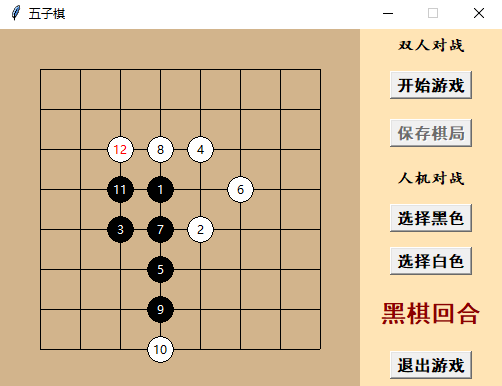 五子棋
双人对战
开始游戏
保存棋局
人机对战
选择黑色
选择白色
黑棋回合
退出游戏
12 8 4
11 1 6
3 7 2
5
9
10